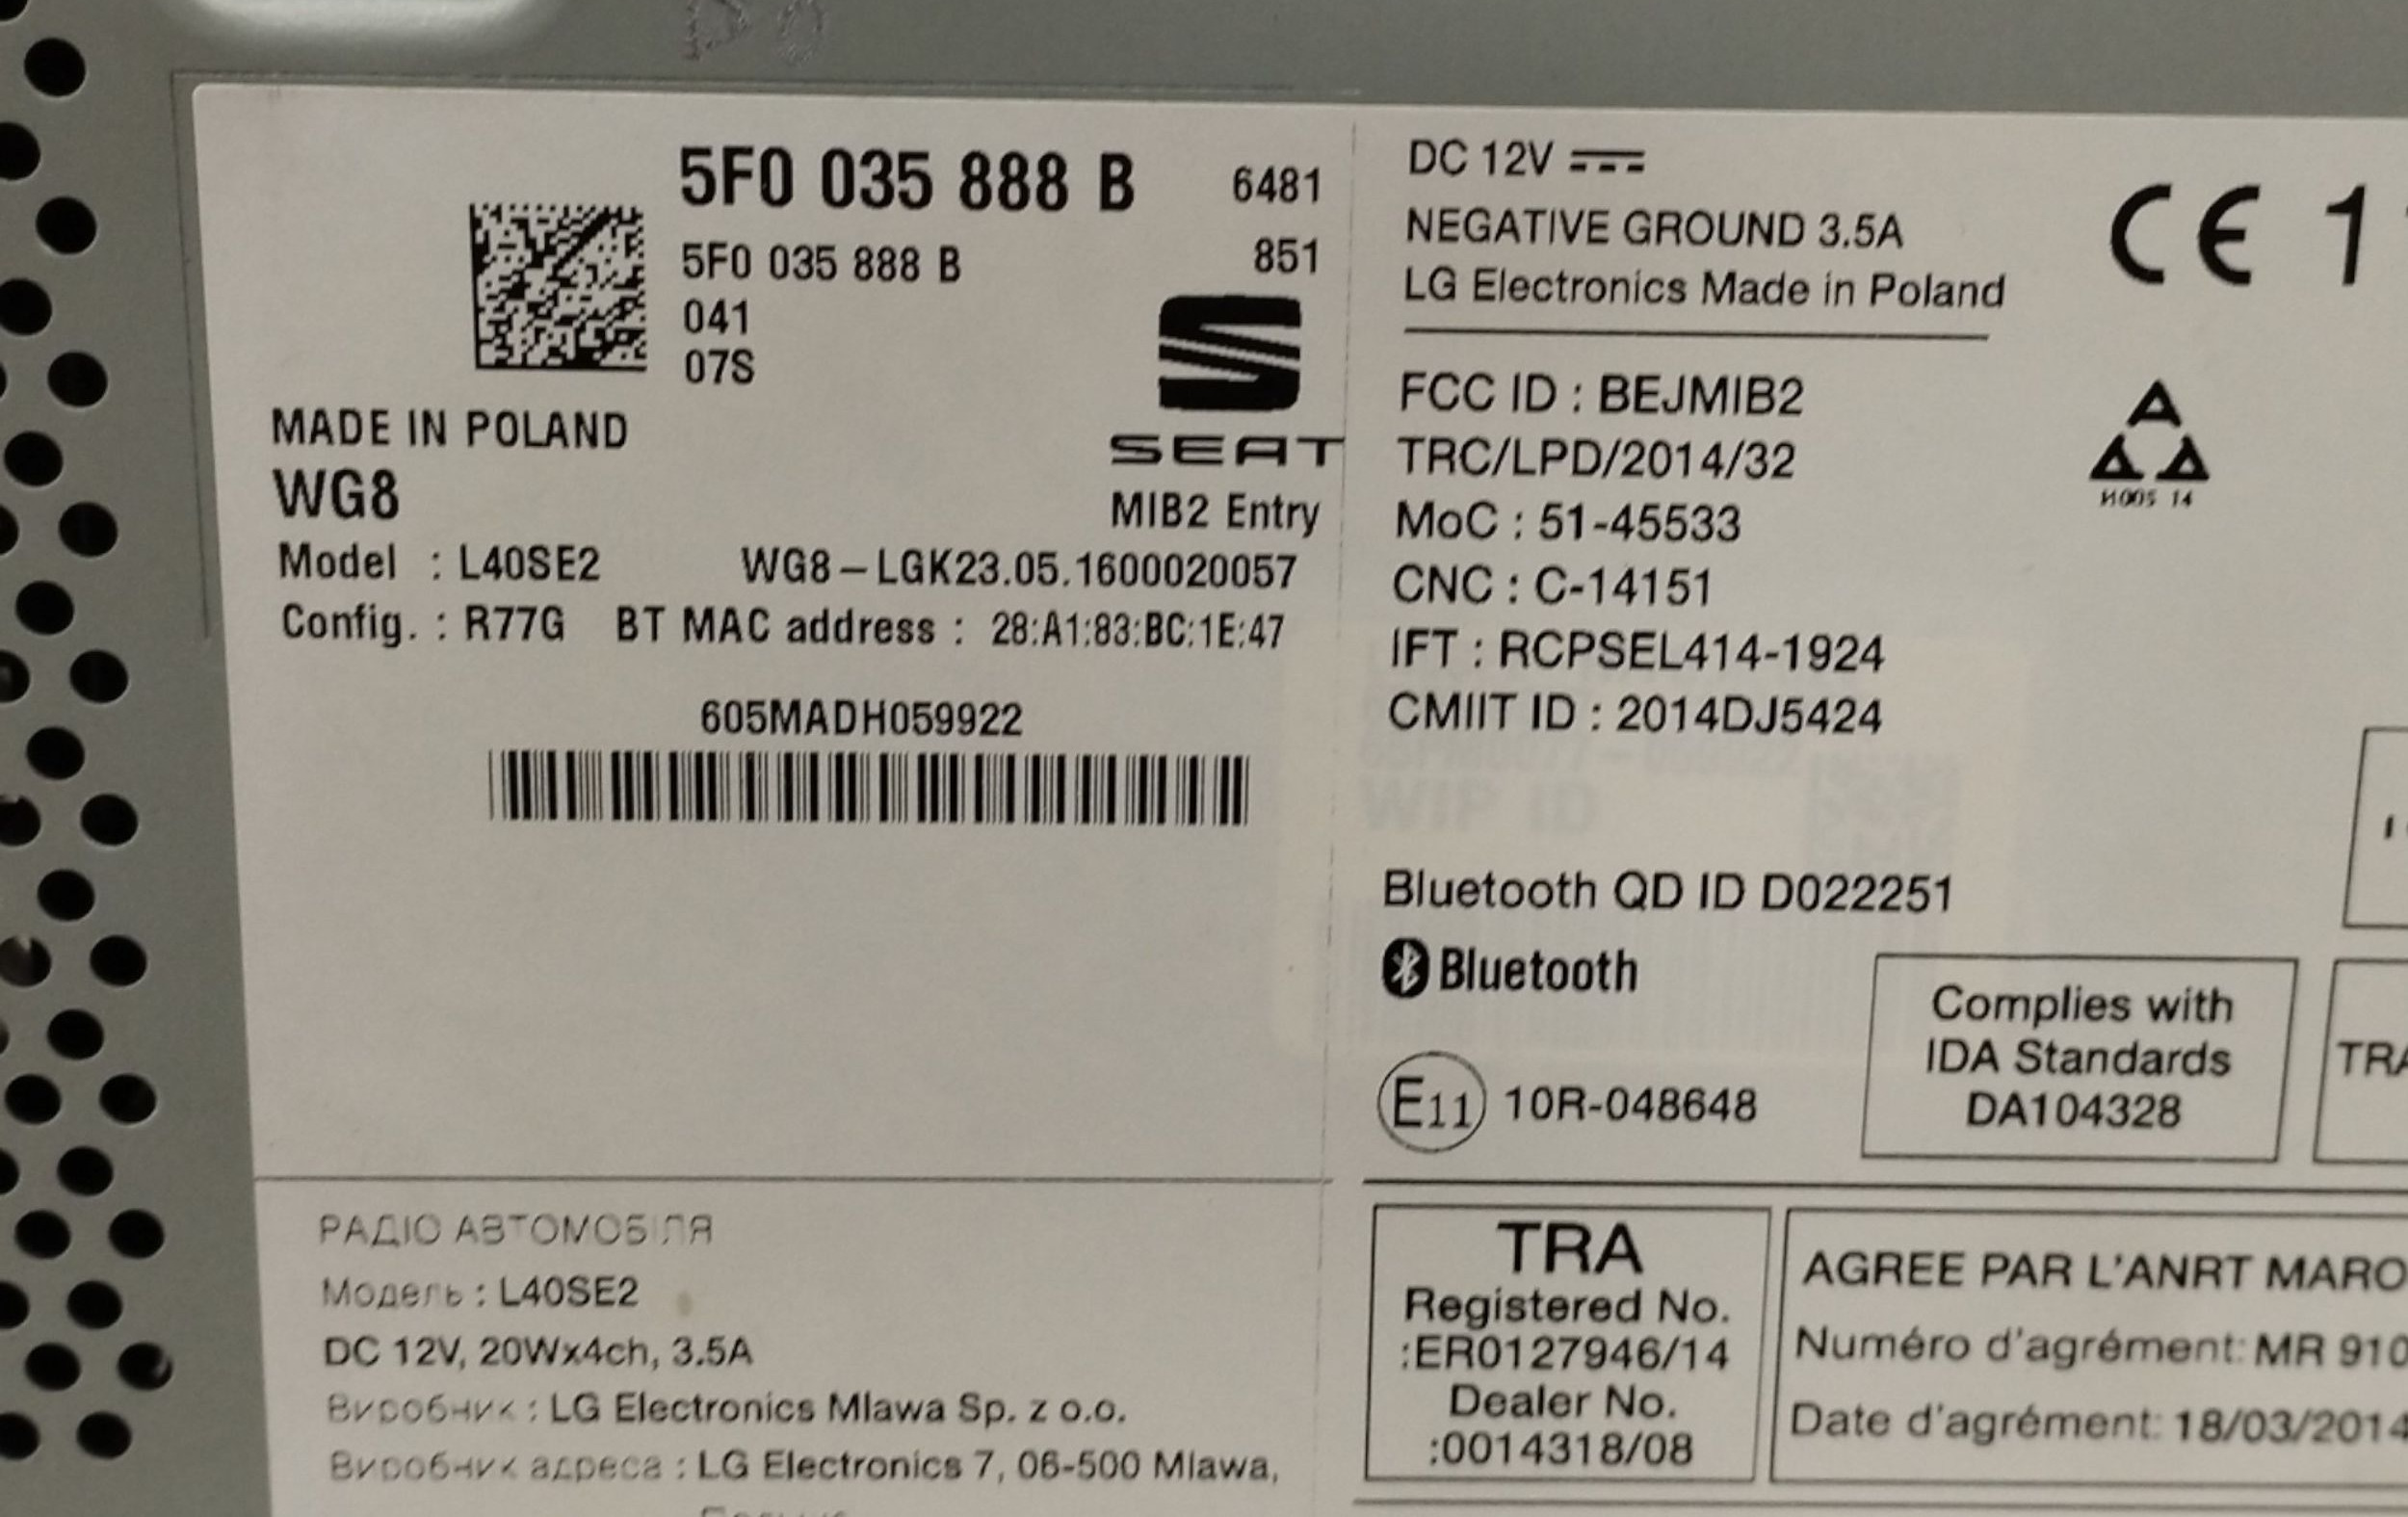 5F0 035 888 B 6481
5F0 035 888 B 851
041
07S
SEAT
MADE IN POLAND
WG8
MIB2 Entry
Model : L40SE2 WG8-LGK23.05.1600020057
Config. : R77G BT MAC address : 28:A1:83:BC:1E:47
605MADH059922
DC 12V
NEGATIVE GROUND 3.5A
LG Electronics Made in Poland
CE 1
FCC ID : BEJMIB2
TRC/LPD/2014/32
MoC : 51-45533
CNC : C-14151
IFT : RCPSEL414-1924
CMIIT ID : 2014DJ5424
И005 14
WIP ID
Bluetooth QD ID D022251
Bluetooth
E11 10R-048648
Complies with
IDA Standards
DA104328
TRA
РАДІО АВТОМОБІЛЯ
Модель : L40SE2
DC 12V, 20Wx4ch, 3.5A
Виробник : LG Electronics Mlawa Sp. z o.o.
Виробник адреса : LG Electronics 7, 06-500 Mlawa,
TRA
Registered No.
:ER0127946/14
Dealer No.
:0014318/08
AGREE PAR L'ANRT MARO
Numéro d'agrément: MR 910
Date d'agrément: 18/03/2014